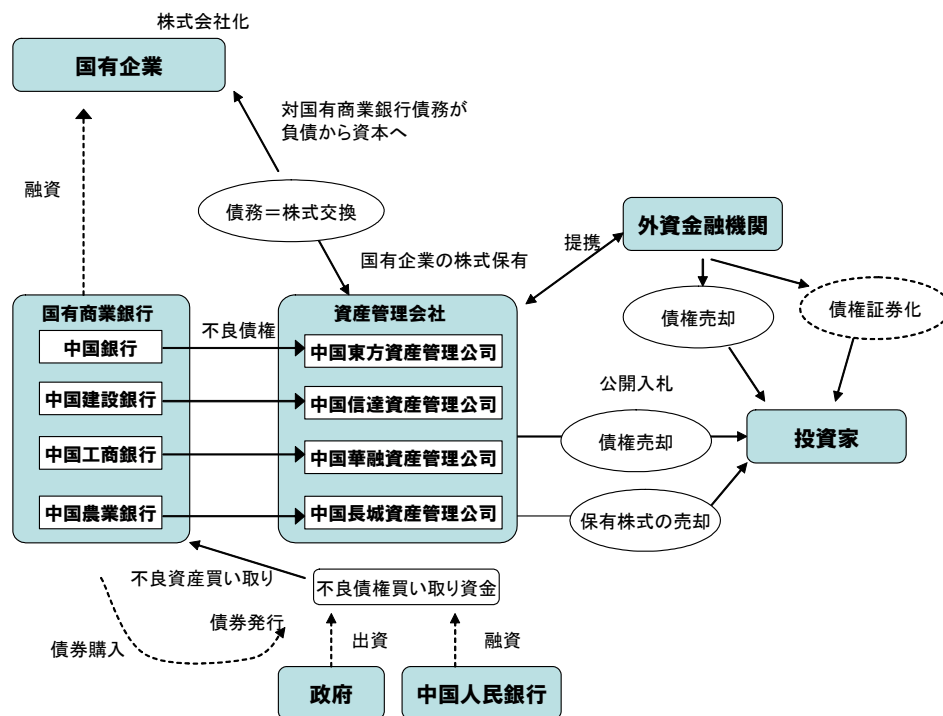 株式会社化
国有企業
対国有商業銀行債務が
負債から資本へ
融資
債務＝株式交換
外資金融機関
提携
国有企業の株式保有
国有商業銀行
資産管理会社
債権売却
債権証券化
不良債権
中国銀行
中国東方資産管理公司
公開入札
中国建設銀行
中国信達資産管理公司
債権売却
投資家
中国工商銀行
中国華融資産管理公司
中国農業銀行
中国長城資産管理公司
保有株式の売却
不良資産買い取り
不良債権買い取り資金
債券発行
債券購入
出資
融資
政府
中国人民銀行